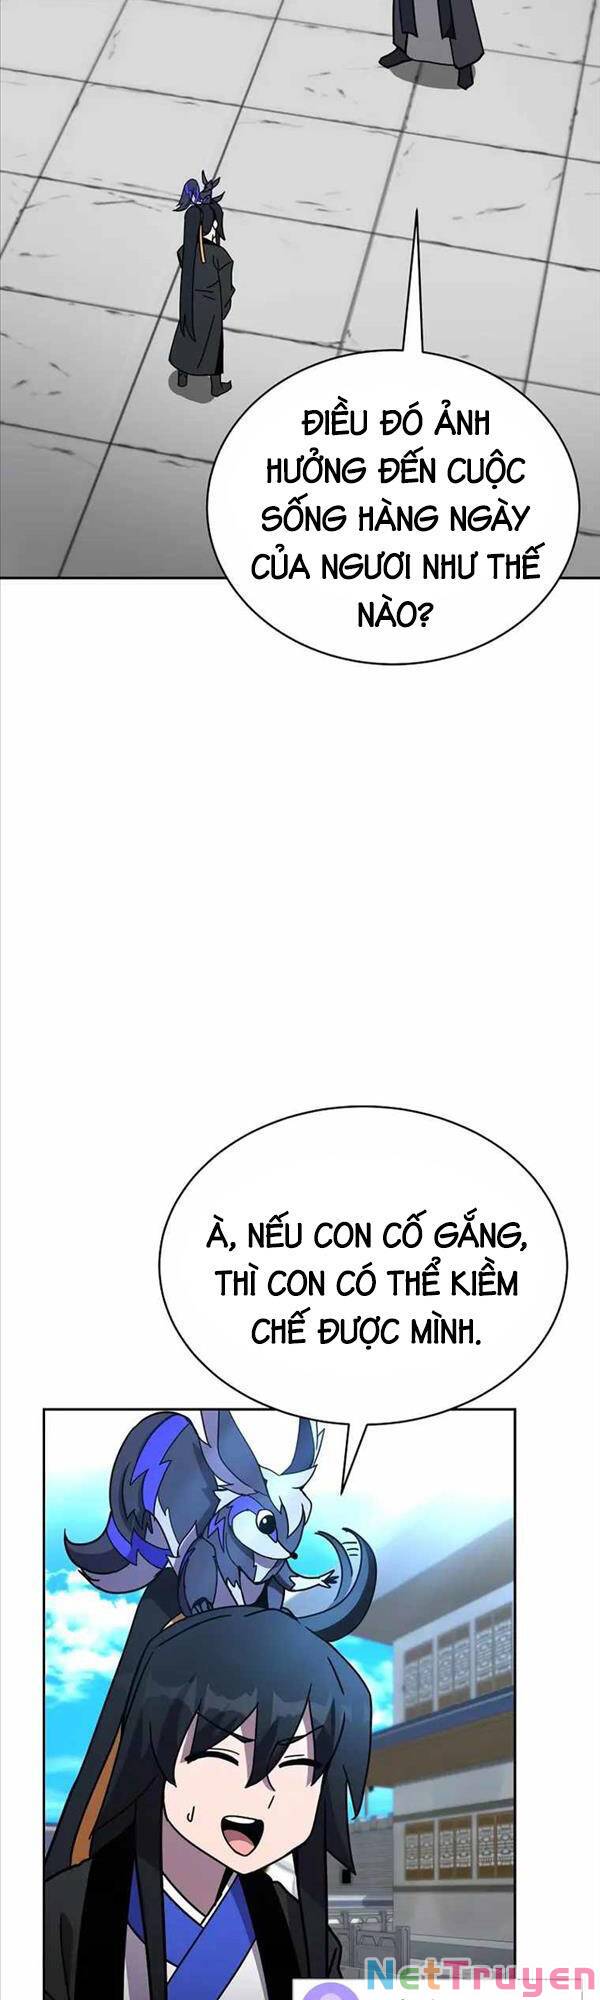 ĐIỀU ĐÓ ẢNH
HƯỞNG ĐẾN CUỘC
SỐNG HÀNG NGÀY
CỦA NGƯƠI NHƯ THẾ
NÀO?
À, NẾU CON CỐ GẮNG,
THÌ CON CÓ THỂ KIỀM
CHẾ ĐƯỢC MÌNH.
NetTruyen